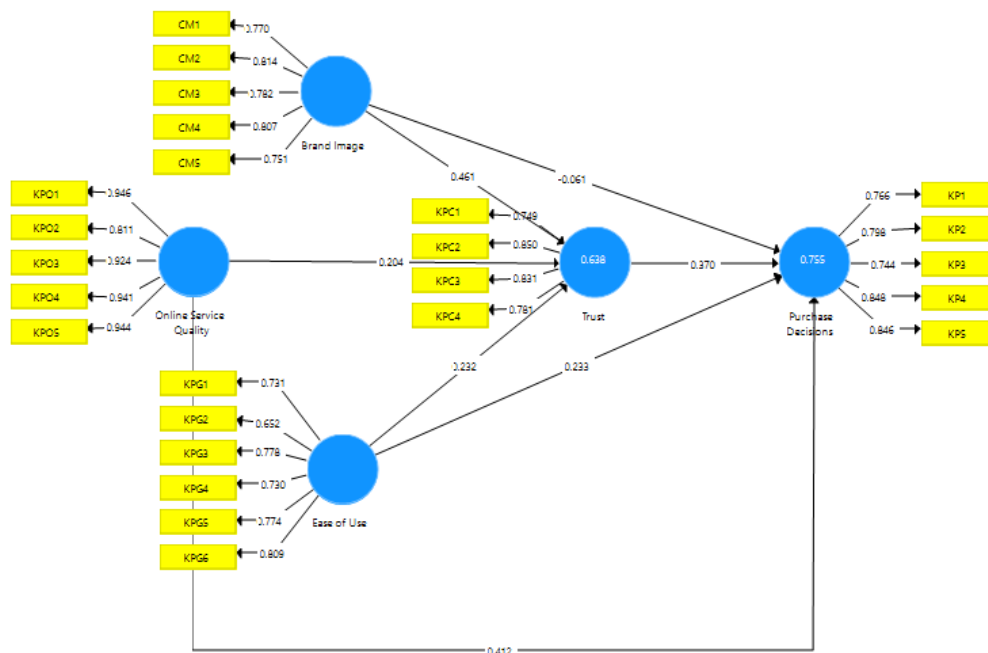 CM1
0.770
CM2
0.814
CM3
0.782
CM4
0.807
CM5
0.751
Brand Image
0.461
-0.061
KPO1
0.946
KPO2
0.811
KPO3
0.924
KPO4
0.941
KPO5
0.944
Online Service
Quality
0.204
KPC1
0.749
KPC2
0.850
KPC3
0.831
KPC4
0.781
0.638
Trust
0.370
0.755
Purchase
Decisions
0.766
KP1
0.798
KP2
0.744
KP3
0.848
KP4
0.846
KP5
0.232
0.233
KPG1
0.731
KPG2
0.652
KPG3
0.778
KPG4
0.730
KPG5
0.774
KPG6
0.809
Ease of Use
0.412